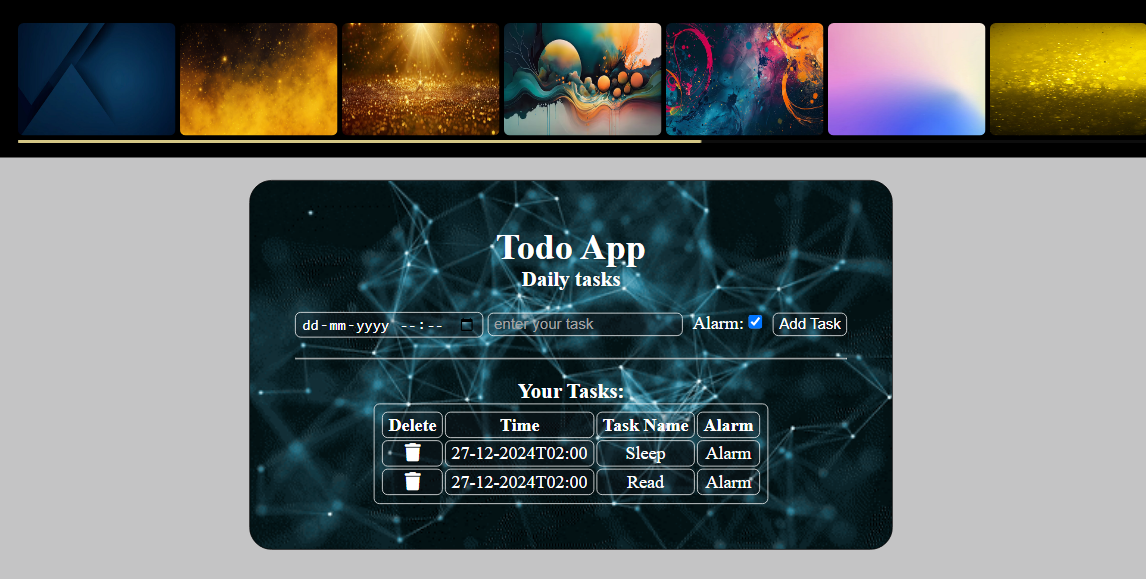 Todo App
Daily tasks
dd-mm-yyyy --:-- enter your task Alarm: Add Task
Your Tasks:
Delete Time Task Name Alarm
27-12-2024T02:00 Sleep Alarm
27-12-2024T02:00 Read Alarm